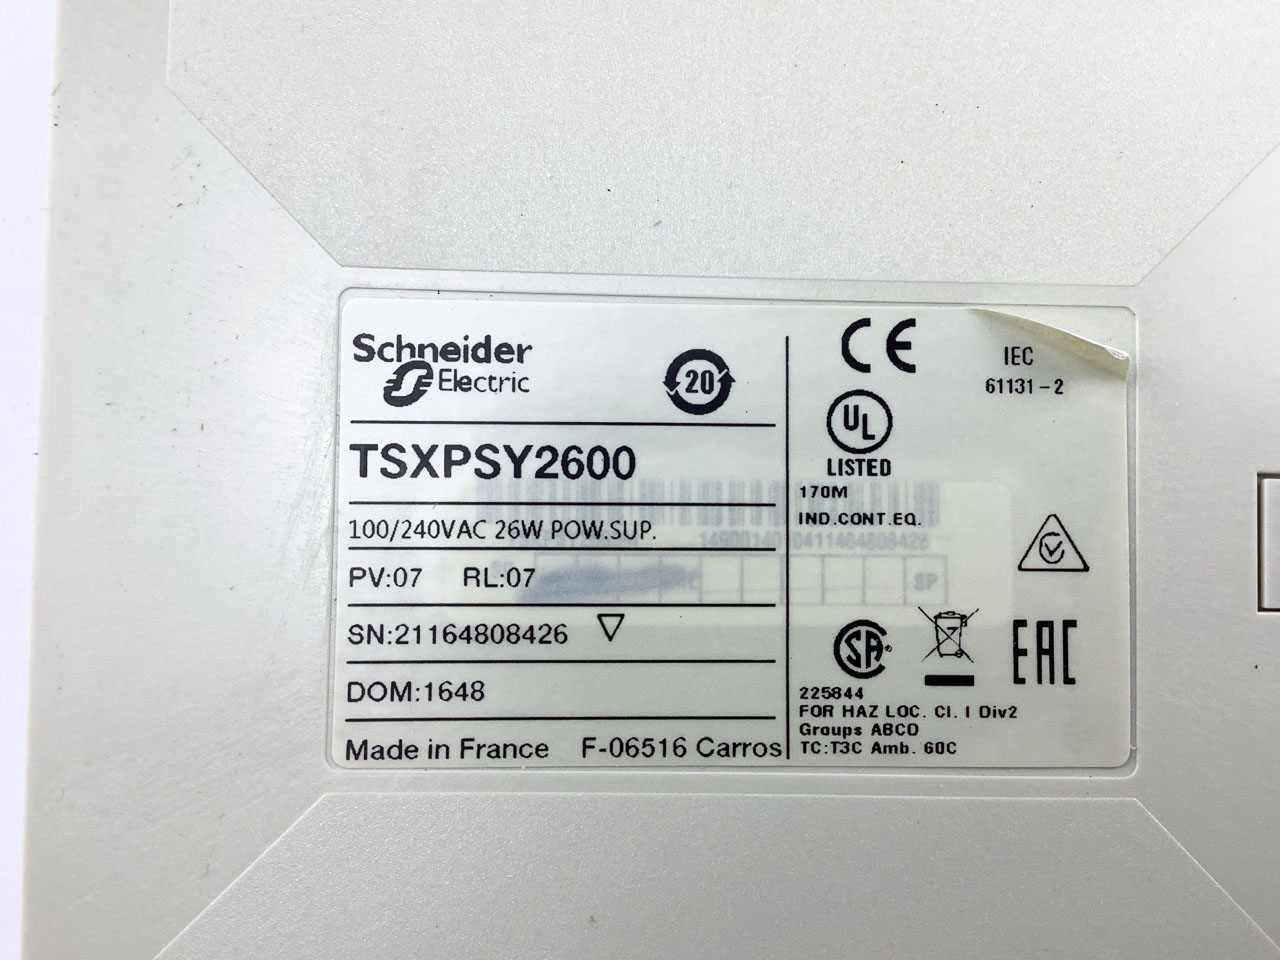 Schneider
Electric
20
TSXPSY2600
100/240VAC 26W POW.SUP.
PV:07 RL:07
SN:21164808426
DOM:1648
Made in France F-06516 Carros
CE
IEC
61131-2
UL
LISTED
170M
IND.CONT.EQ.
SP
SA
EAC
225844
FOR HAZ LOC. Cl. I Div2
Groups ABCD
TC:T3C Amb. 60C